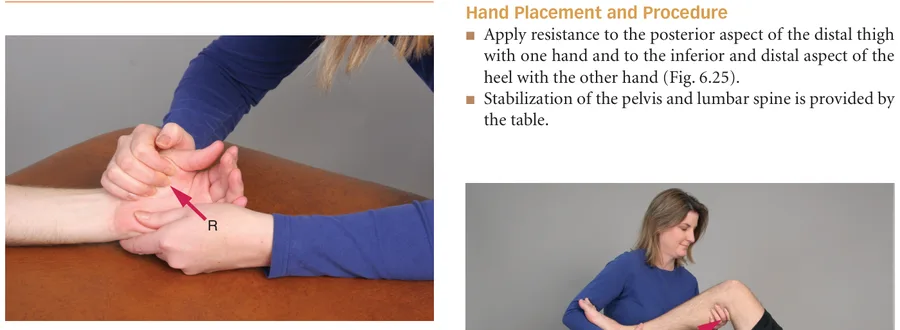 R
Hand Placement and Procedure
■ Apply resistance to the posterior aspect of the distal thigh
with one hand and to the inferior and distal aspect of the
heel with the other hand (Fig. 6.25).
■ Stabilization of the pelvis and lumbar spine is provided by
the table.